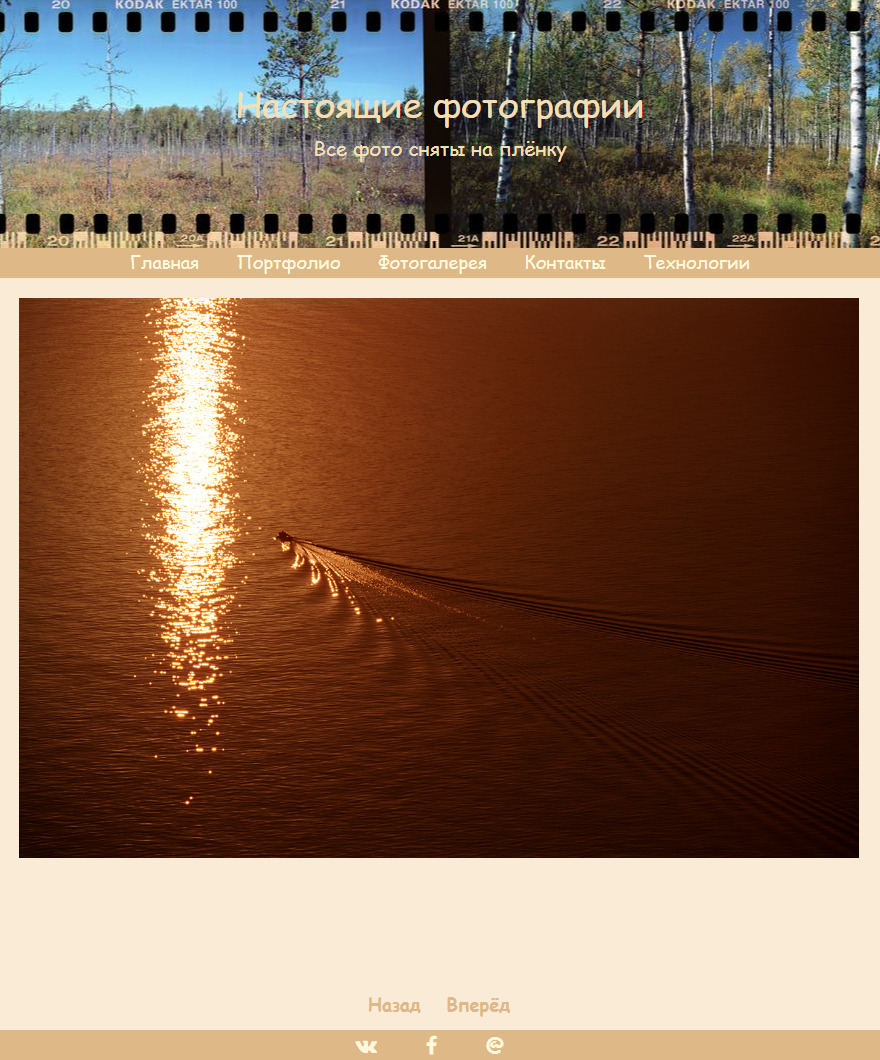 20 KODAK EKTAR 100 21 KODAK EKTAR 100 22 KODAK EKTAR 100
Настоящие фотографии
Все фото сняты на плёнку
20 20A 21 21A 22 22A 2
Главная Портфолио Фотогалерея Контакты Технологии
Назад Вперёд